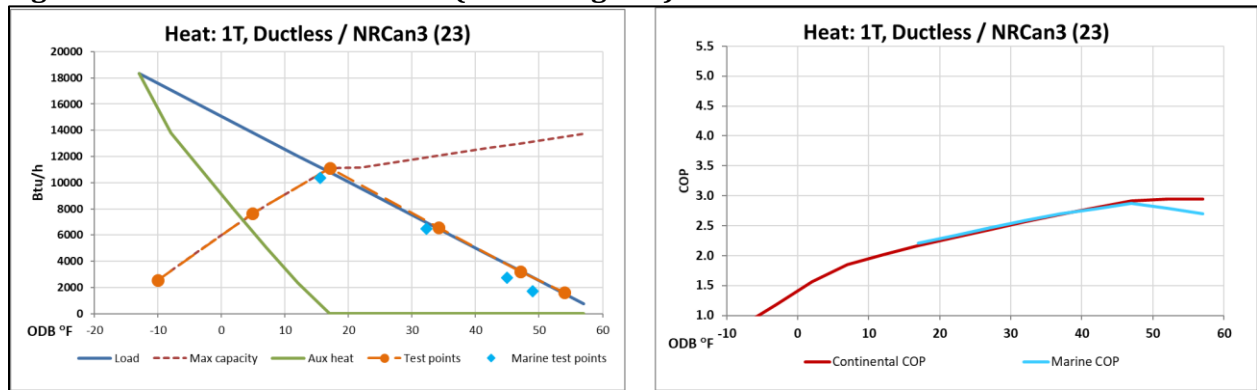 Heat: 1T, Ductless / NRCan3 (23)
20000
18000
16000
14000
12000
10000
8000
6000
4000
2000
0
Btu/h
ODB °F
-20 -10 0 10 20 30 40 50 60
Load Max capacity Aux heat Test points Marine test points
Heat: 1T, Ductless / NRCan3 (23)
5.5
5.0
4.5
4.0
3.5
3.0
2.5
2.0
1.5
1.0
COP
-10 0 10 20 30 40 50 60
ODB °F
Continental COP Marine COP